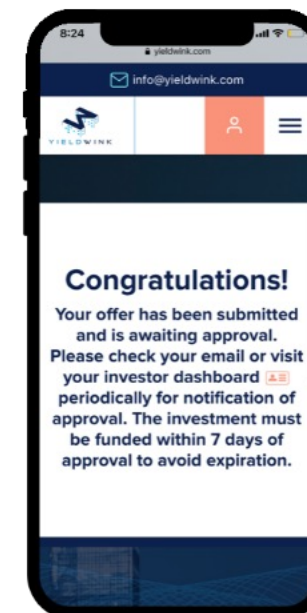 8:24
yieldwink.com
info@yieldwink.com
YIELDWINK
Congratulations!
Your offer has been submitted
and is awaiting approval.
Please check your email or visit
your investor dashboard
periodically for notification of
approval. The investment must
be funded within 7 days of
approval to avoid expiration.